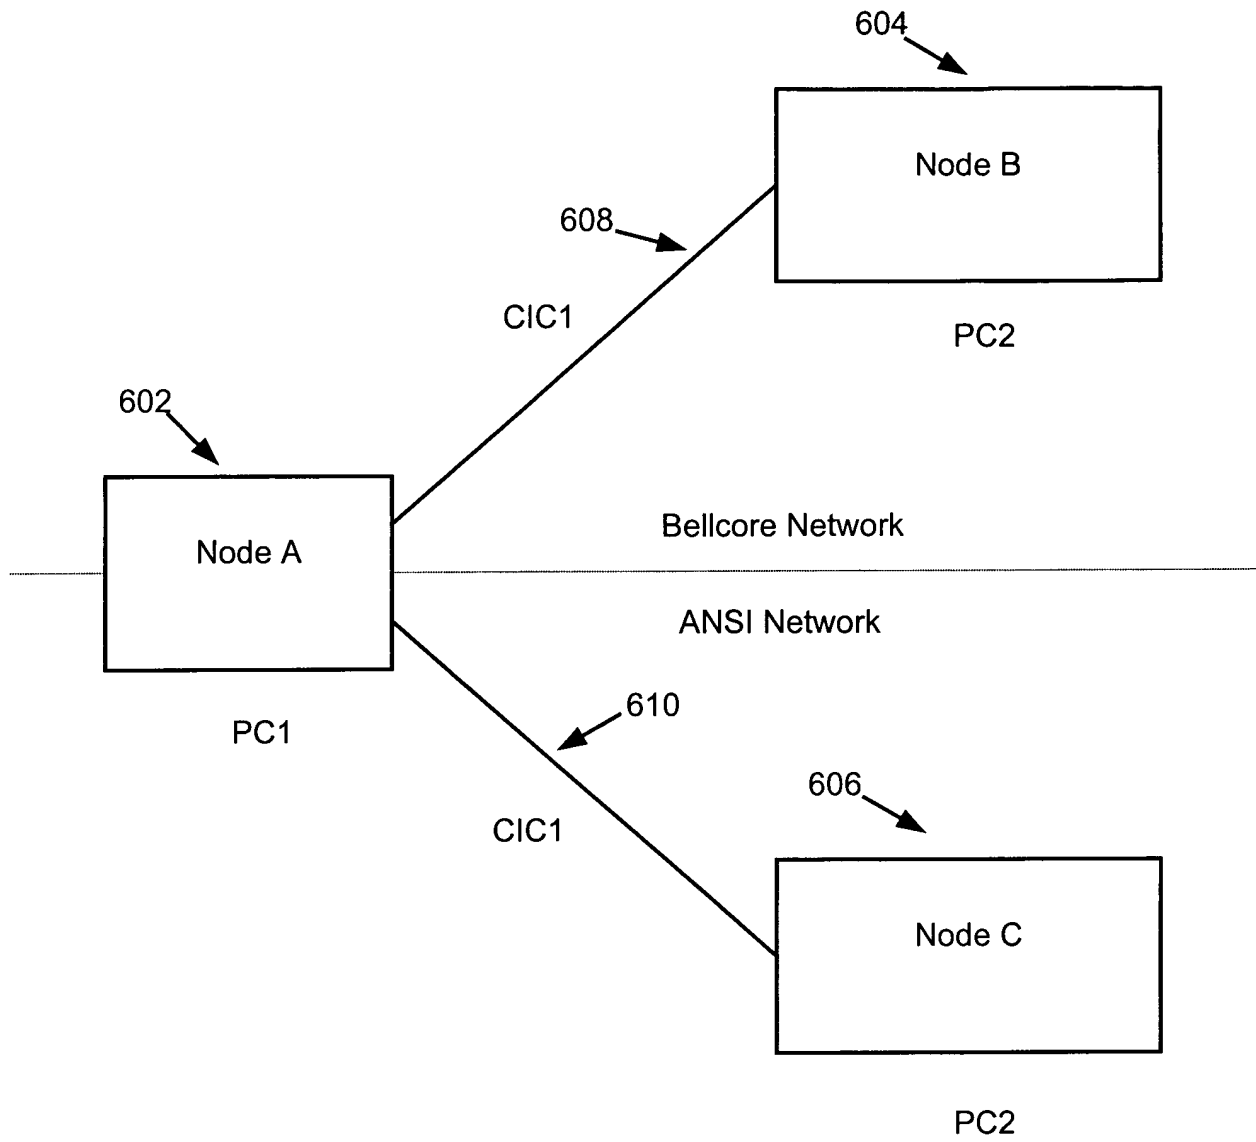 604
Node B
608
CIC1
PC2
602
Node A
Bellcore Network
ANSI Network
PC1
610
606
CIC1
Node C
PC2